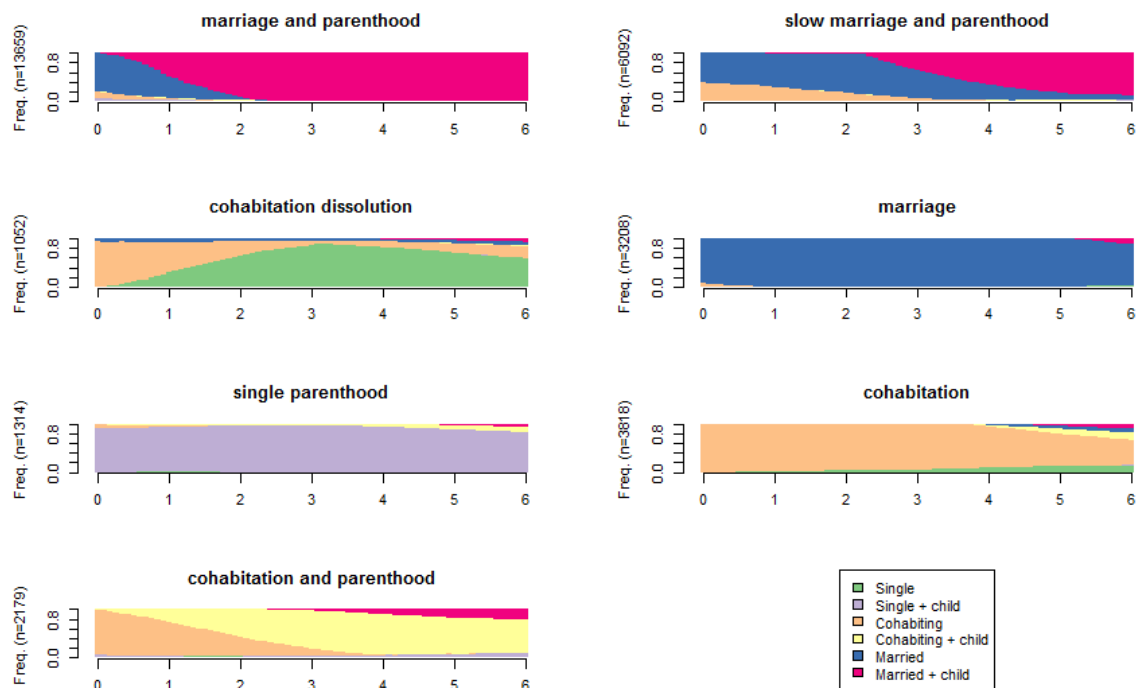 marriage and parenthood
Freq. (n=13659)
0.0 0.8
0 1 2 3 4 5 6
slow marriage and parenthood
Freq. (n=6092)
0.0 0.8
0 1 2 3 4 5 6
cohabitation dissolution
Freq. (n=1052)
0.0 0.8
0 1 2 3 4 5 6
marriage
Freq. (n=3208)
0.0 0.8
0 1 2 3 4 5 6
single parenthood
Freq. (n=1314)
0.0 0.8
0 1 2 3 4 5 6
cohabitation
Freq. (n=3818)
0.0 0.8
0 1 2 3 4 5 6
cohabitation and parenthood
Freq. (n=2179)
0.0 0.8
0 1 2 3 4 5 6
Single
Single + child
Cohabiting
Cohabiting + child
Married
Married + child